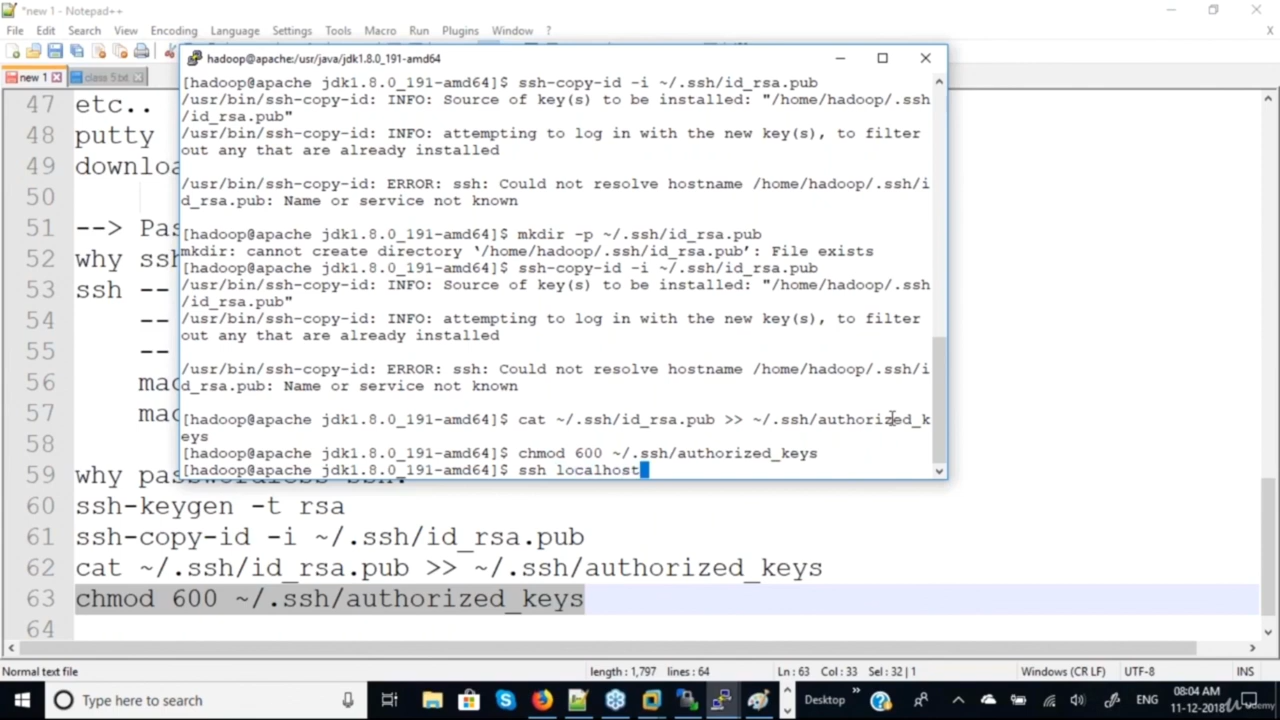 *new 1 - Notepad++
File Edit Search View Encoding Language Settings Tools Macro Run Plugins Window ?
X
new 1
class 5.txt
hadoop@apache:/usr/java/jdk1.8.0_191-amd64
[hadoop@apache jdk1.8.0_191-amd64]$ ssh-copy-id -i ~/.ssh/id_rsa.pub
/usr/bin/ssh-copy-id: INFO: Source of key(s) to be installed: "/home/hadoop/.ssh
/id_rsa.pub"
/usr/bin/ssh-copy-id: INFO: attempting to log in with the new key(s), to filter
out any that are already installed
/usr/bin/ssh-copy-id: ERROR: ssh: Could not resolve hostname /home/hadoop/.ssh/i
d_rsa.pub: Name or service not known
[hadoop@apache jdk1.8.0_191-amd64]$ mkdir -p ~/.ssh/id_rsa.pub
mkdir: cannot create directory ‘/home/hadoop/.ssh/id_rsa.pub’: File exists
[hadoop@apache jdk1.8.0_191-amd64]$ ssh-copy-id -i ~/.ssh/id_rsa.pub
/usr/bin/ssh-copy-id: INFO: Source of key(s) to be installed: "/home/hadoop/.ssh
/id_rsa.pub"
/usr/bin/ssh-copy-id: INFO: attempting to log in with the new key(s), to filter
out any that are already installed
/usr/bin/ssh-copy-id: ERROR: ssh: Could not resolve hostname /home/hadoop/.ssh/i
d_rsa.pub: Name or service not known
[hadoop@apache jdk1.8.0_191-amd64]$ cat ~/.ssh/id_rsa.pub >> ~/.ssh/authorized_k
eys
[hadoop@apache jdk1.8.0_191-amd64]$ chmod 600 ~/.ssh/authorized_keys
[hadoop@apache jdk1.8.0_191-amd64]$ ssh localhost
47 etc..
48 putty
49 downloa
50
51 --> Pas
52 why ssh
53 ssh --
54 --
55 --
56 mac
57 mac
58
59 why passwordless ssh.
60 ssh-keygen -t rsa
61 ssh-copy-id -i ~/.ssh/id_rsa.pub
62 cat ~/.ssh/id_rsa.pub >> ~/.ssh/authorized_keys
63 chmod 600 ~/.ssh/authorized_keys
64
Normal text file length : 1,797 lines : 64 Ln : 63 Col : 33 Sel : 32 | 1 Windows (CR LF) UTF-8 INS
Type here to search Desktop ENG 08:04 AM
11-12-2018